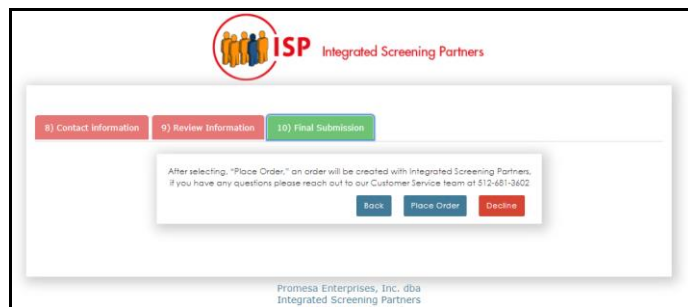 ISP Integrated Screening Partners
8) Contact information 9) Review Information 10) Final Submission
After selecting, "Place Order," an order will be created with Integrated Screening Partners,
if you have any questions please reach out to our Customer Service team at 512-681-3602
Back Place Order Decline
Promesa Enterprises, Inc. dba
Integrated Screening Partners